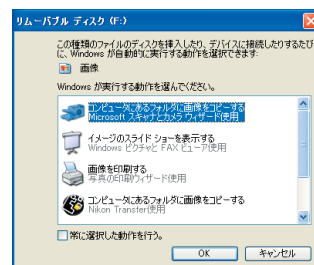 リムーバブル ディスク (F:)
この種類のファイルのディスクを挿入したり、デバイスに接続したりするたび
に、Windows が自動的に実行する動作を選択できます:
画像
Windows が実行する動作を選んでください。
コンピュータにあるフォルダに画像をコピーする
Microsoft スキャナとカメラ ウィザード使用
イメージのスライド ショーを表示する
Windows ピクチャと FAX ビューア使用
画像を印刷する
写真の印刷ウィザード使用
コンピュータにあるフォルダに画像をコピーする
Nikon Transfer使用
常に選択した動作を行う。
OK
キャンセル